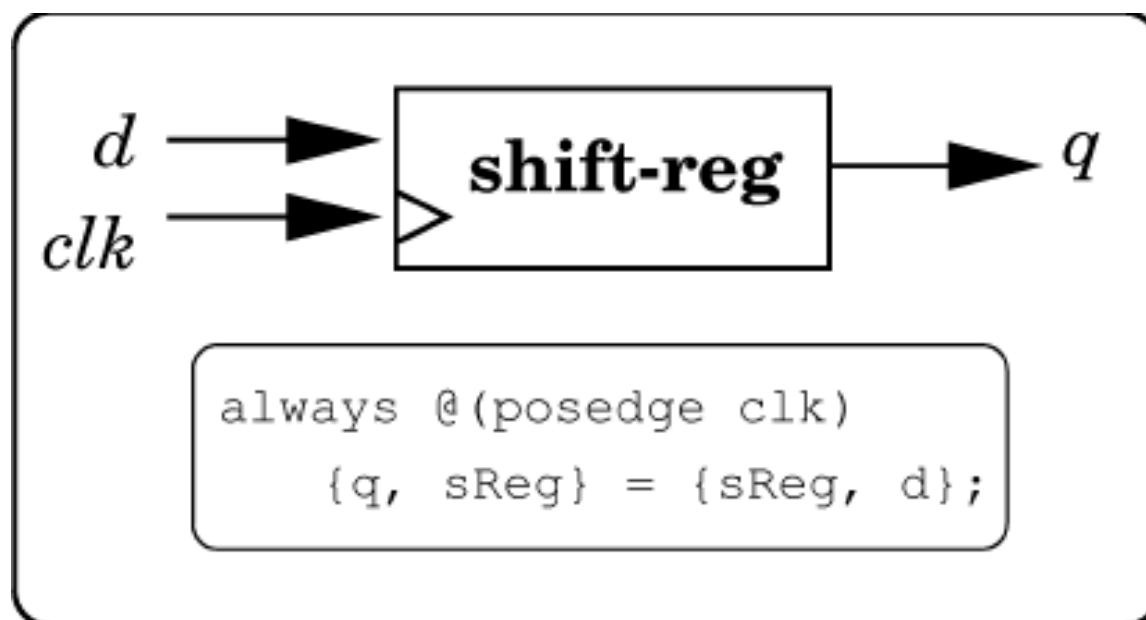 d
shift-reg
q
clk
always @(posedge clk)
{q, sReg} = {sReg, d};